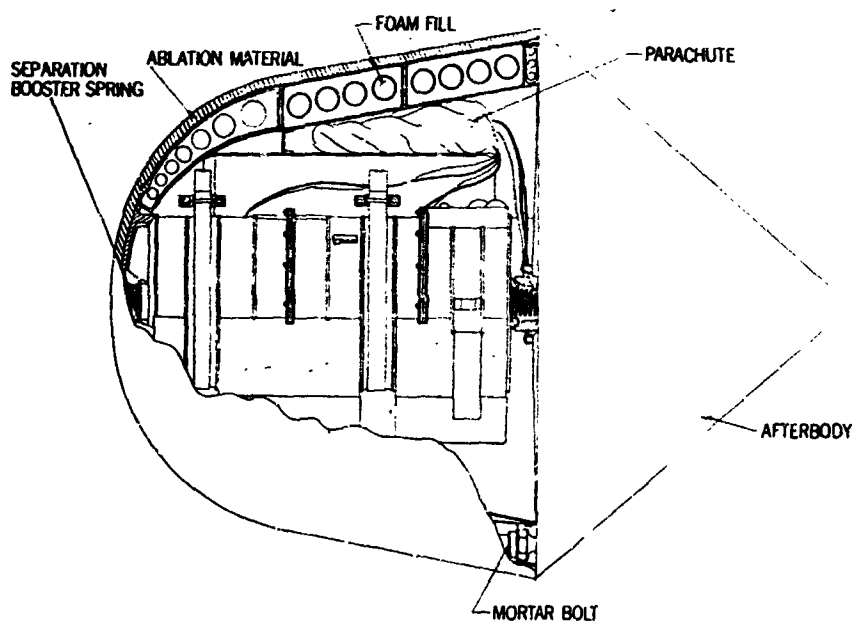 FOAM FILL
PARACHUTE
ABLATION MATERIAL
SEPARATION
BOOSTER SPRING
AFTERBODY
MORTAR BOLT